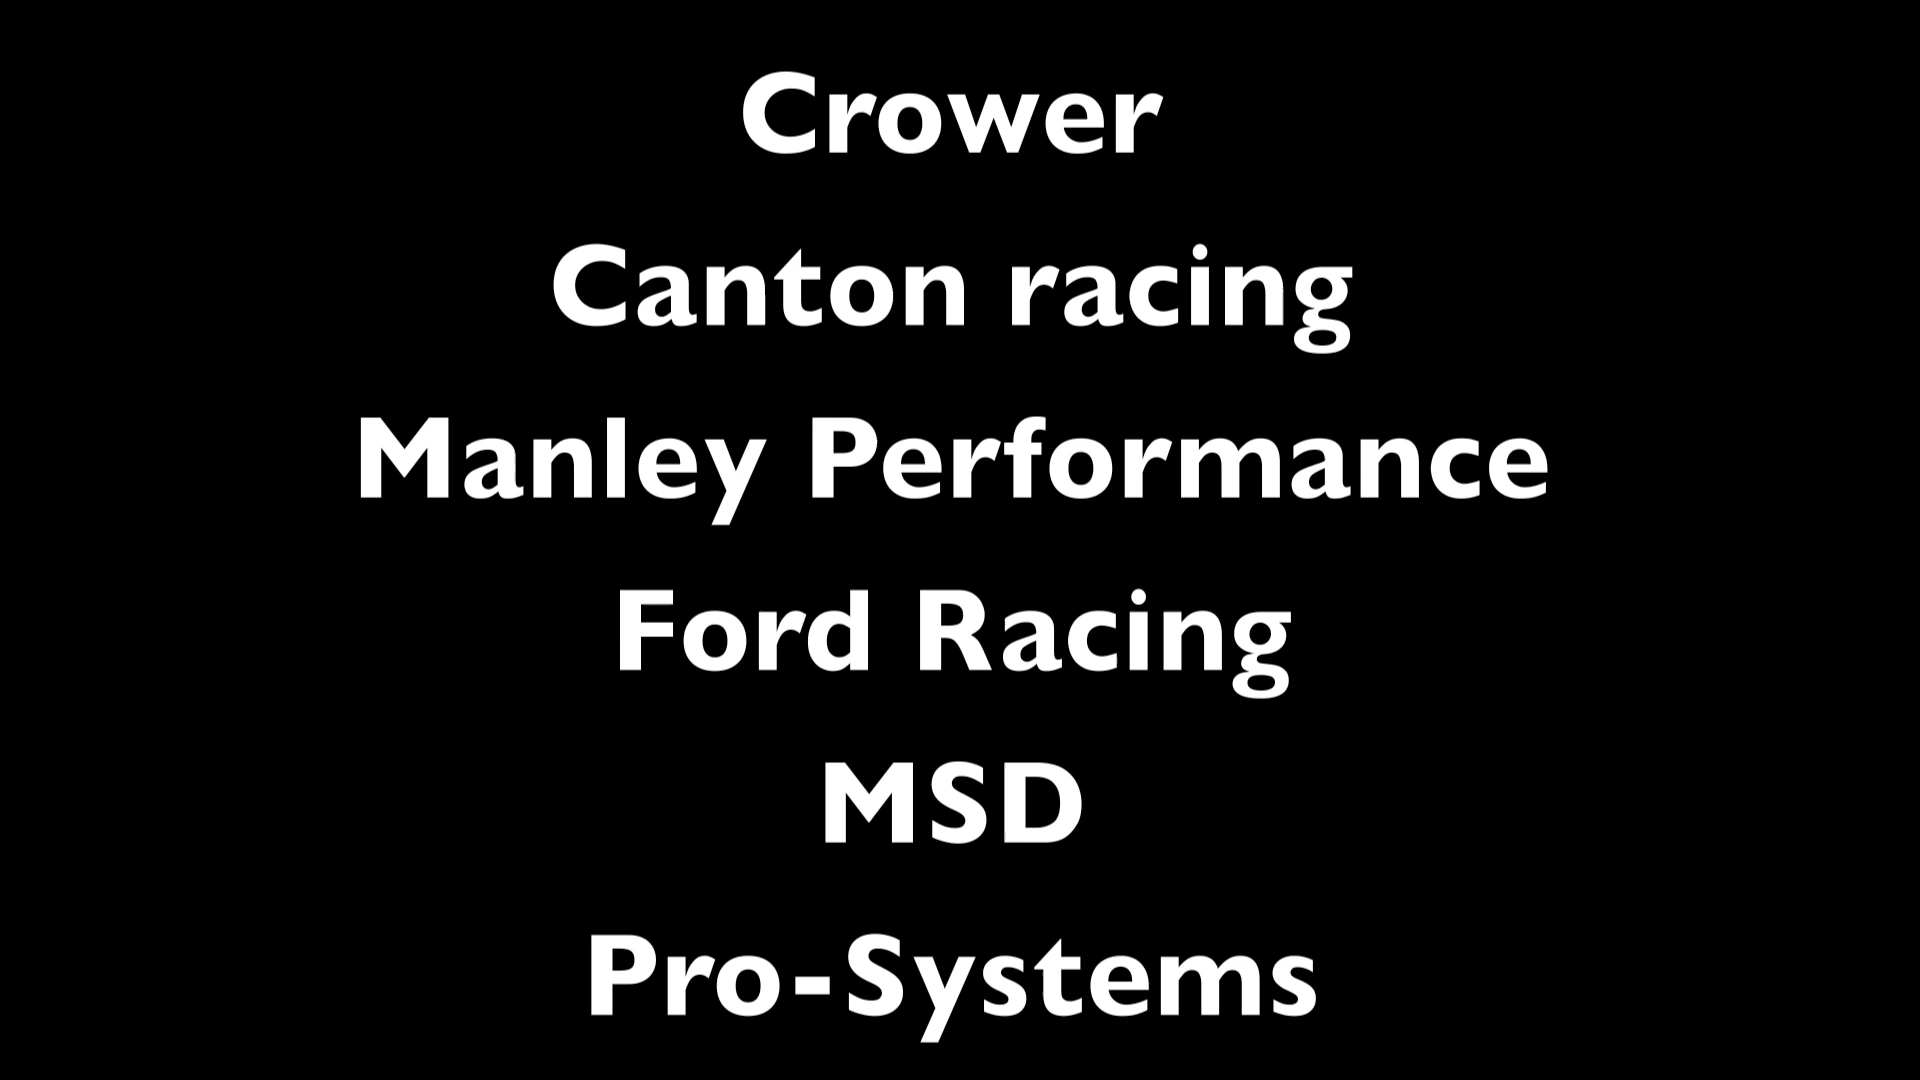 Crower
Canton racing
Manley Performance
Ford Racing
MSD
Pro-Systems